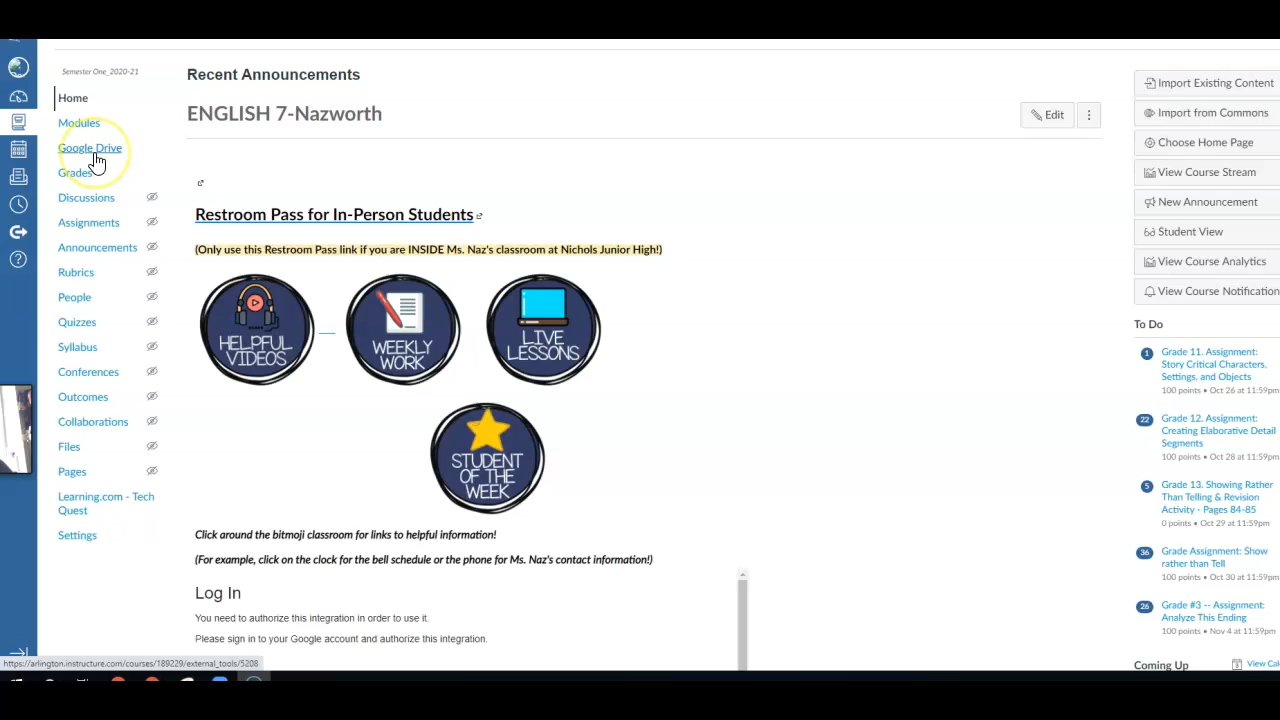 Semester One_2020-21
Home
Modules
Google Drive
Grades
Discussions
Assignments
Announcements
Rubrics
People
Quizzes
Syllabus
Conferences
Outcomes
Collaborations
Files
Pages
Learning.com - Tech
Quest
Settings
Recent Announcements
ENGLISH 7-Nazworth
Edit
Restroom Pass for In-Person Students
(Only use this Restroom Pass link if you are INSIDE Ms. Naz's classroom at Nichols Junior High!)
HELPFUL
VIDEOS
WEEKLY
WORK
LIVE
LESSONS
STUDENT
OF THE
WEEK
Click around the bitmoji classroom for links to helpful information!
(For example, click on the clock for the bell schedule or the phone for Ms. Naz's contact information!)
Log In
You need to authorize this integration in order to use it.
Please sign in to your Google account and authorize this integration.
Import Existing Content
Import from Commons
Choose Home Page
View Course Stream
New Announcement
Student View
View Course Analytics
View Course Notification
To Do
1
Grade 11. Assignment:
Story Critical Characters,
Settings, and Objects
100 points • Oct 26 at 11:59pm
22
Grade 12. Assignment:
Creating Elaborative Detail
Segments
100 points • Oct 28 at 11:59pm
5
Grade 13. Showing Rather
Than Telling & Revision
Activity - Pages 84-85
0 points • Oct 29 at 11:59pm
36
Grade Assignment: Show
rather than Tell
100 points • Oct 30 at 11:59pm
26
Grade #3 -- Assignment:
Analyze This Ending
100 points • Nov 4 at 11:59pm
Coming Up
View Cal
https://arlington.instructure.com/courses/189229/external_tools/5208